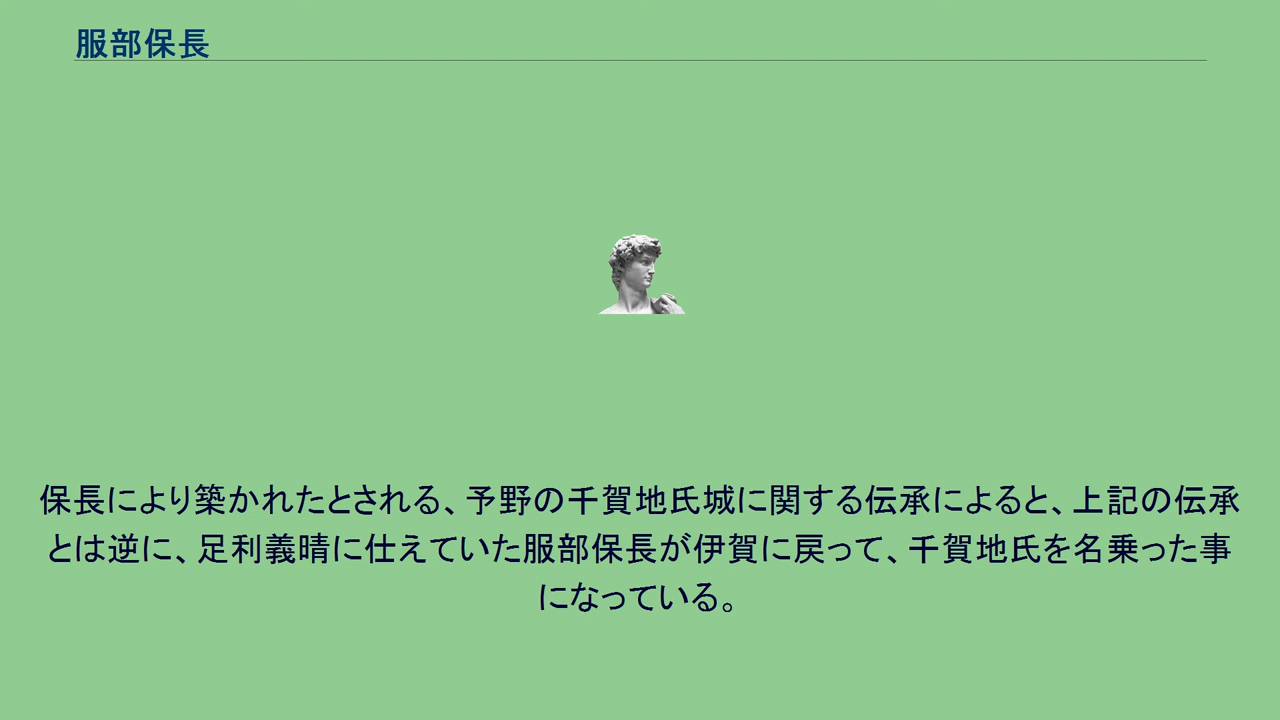 服部保長
保長により築かれたとされる、予野の千賀地氏城に関する伝承によると、上記の伝承
とは逆に、足利義晴に仕えていた服部保長が伊賀に戻って、千賀地氏を名乗った事
になっている。